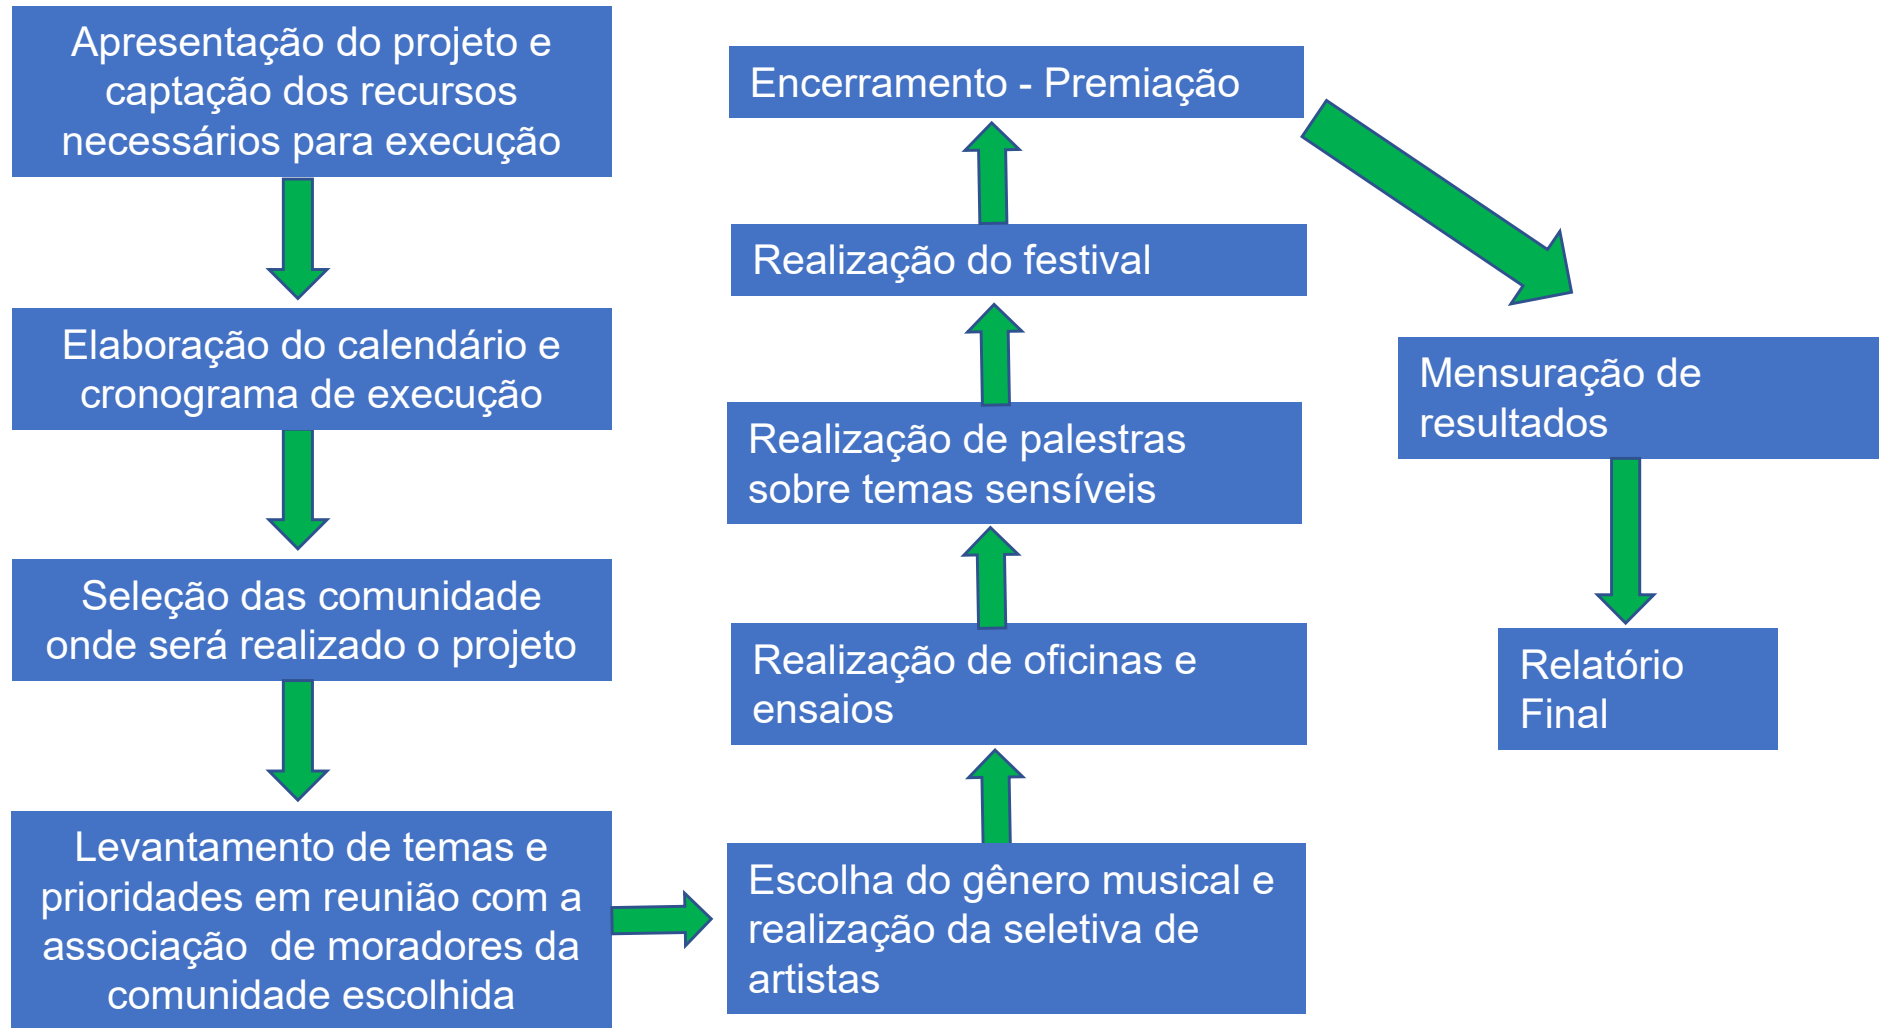 Apresentação do projeto e
captação dos recursos
necessários para execução
Elaboração do calendário e
cronograma de execução
Seleção das comunidade
onde será realizado o projeto
Levantamento de temas e
prioridades em reunião com a
associação  de moradores da
comunidade escolhida
Escolha do gênero musical e
realização da seletiva de
artistas
Realização de oficinas e
ensaios
Realização de palestras
sobre temas sensíveis
Realização do festival
Encerramento - Premiação
Mensuração de
resultados
Relatório
Final